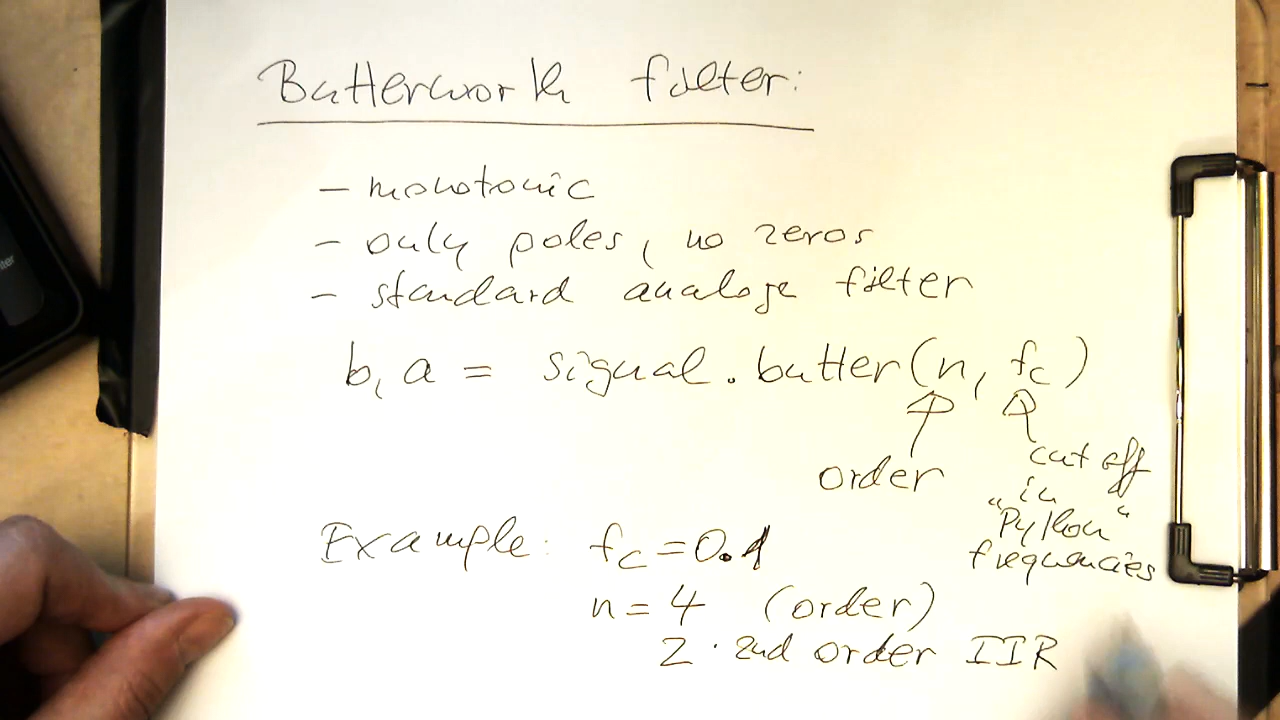 Butterworth filter:
- monotonic
- only poles, no zeros
- standard analoge filter
b, a = signal.butter(n, fc)
order
cut off
"in
Python"
frequencies
Example: fc = 0.1
n = 4 (order)
2 · 2nd order IIR